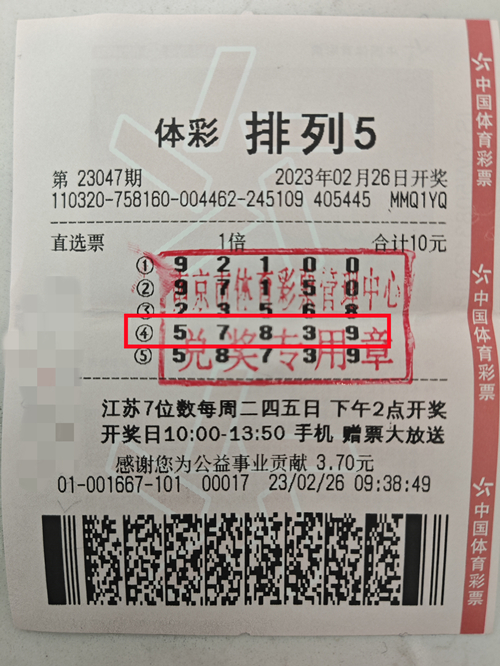 体彩 排列5
第 23047期 2023年02月26日开奖
110320-758160-004462-245109 405445 MMQ1YQ
直选票 1倍 合计10元
① 9 2 1 0 0
② 9 7 1 5 0
③ 2 3 5 6 8
④ 5 7 8 3 9
⑤ 5 8 7 3 9
南京市体育彩票管理中心
兑奖专用章
江苏7位数每周二四五日 下午2点开奖
开奖日10:00-13:50 手机 赠票大放送
感谢您为公益事业贡献 3.70元
01-001667-101 00017 23/02/26 09:38:49
中国体育彩票
中国体育彩票
中国体育彩票